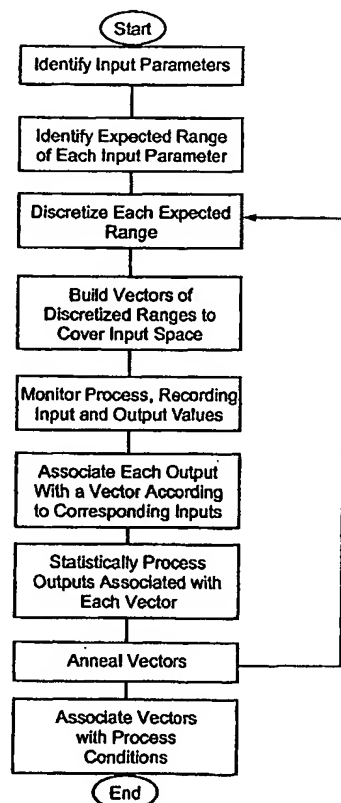 Start
Identify Input Parameters
Identify Expected Range
of Each Input Parameter
Discretize Each Expected
Range
Build Vectors of
Discretized Ranges to
Cover Input Space
Monitor Process, Recording
Input and Output Values
Associate Each Output
With a Vector According
to Corresponding Inputs
Statistically Process
Outputs Associated with
Each Vector
Anneal Vectors
Associate Vectors
with Process
Conditions
End